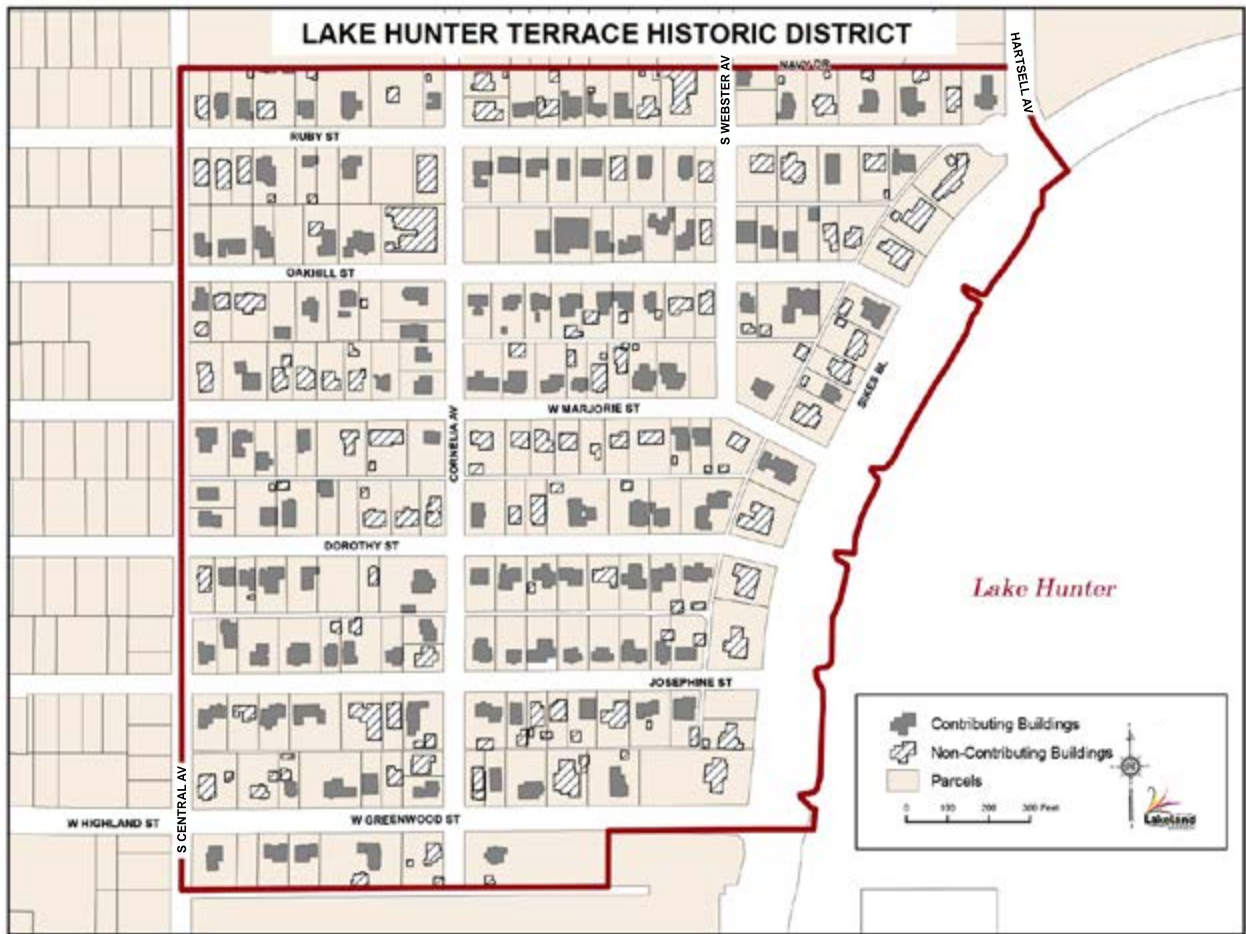 LAKE HUNTER TERRACE HISTORIC DISTRICT
HARTSELL AV
S WEBSTER AV
NAVY DR
RUBY ST
OAKHILL ST
SIKES BL
W MARJORIE ST
CORNELIA AV
DOROTHY ST
Lake Hunter
JOSEPHINE ST
Contributing Buildings
Non-Contributing Buildings
Parcels
0 100 200 300 Feet
Lakeland
S CENTRAL AV
W HIGHLAND ST
W GREENWOOD ST